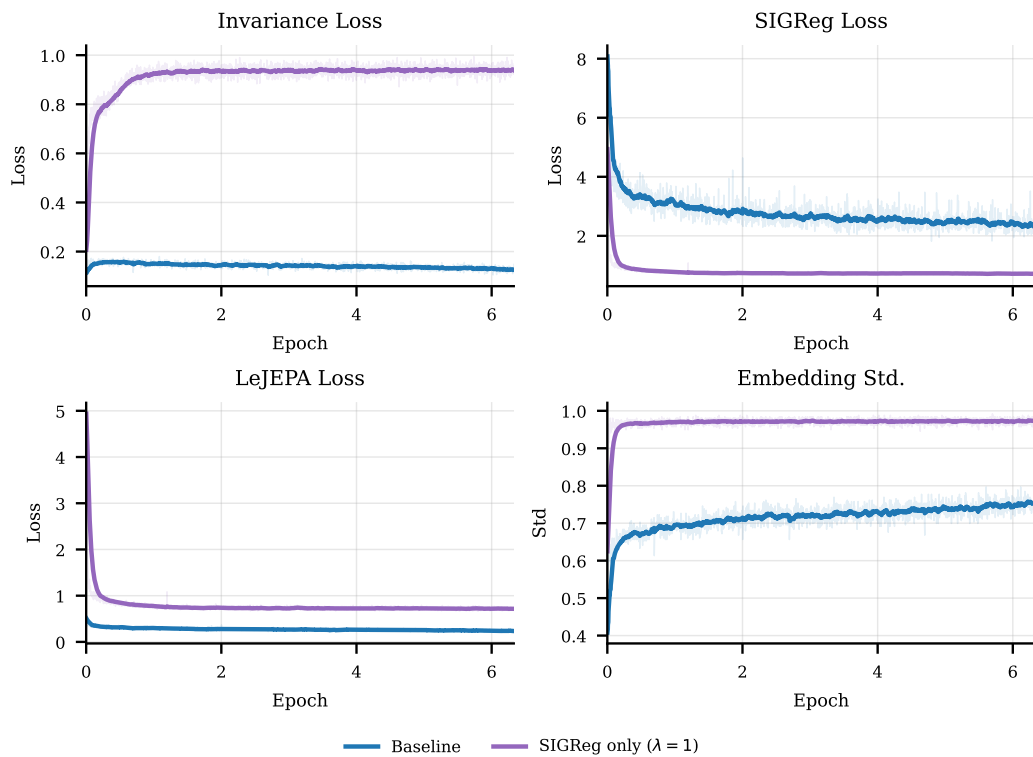 Invariance Loss
1.0
0.8
0.6
0.4
0.2
Loss
0 2 4 6
Epoch
SIGReg Loss
8
6
4
2
Loss
0 2 4 6
Epoch
LeJEPA Loss
5
4
3
2
1
0
Loss
0 2 4 6
Epoch
Embedding Std.
1.0
0.9
0.8
0.7
0.6
0.5
0.4
Std
0 2 4 6
Epoch
Baseline
SIGReg only (λ = 1)